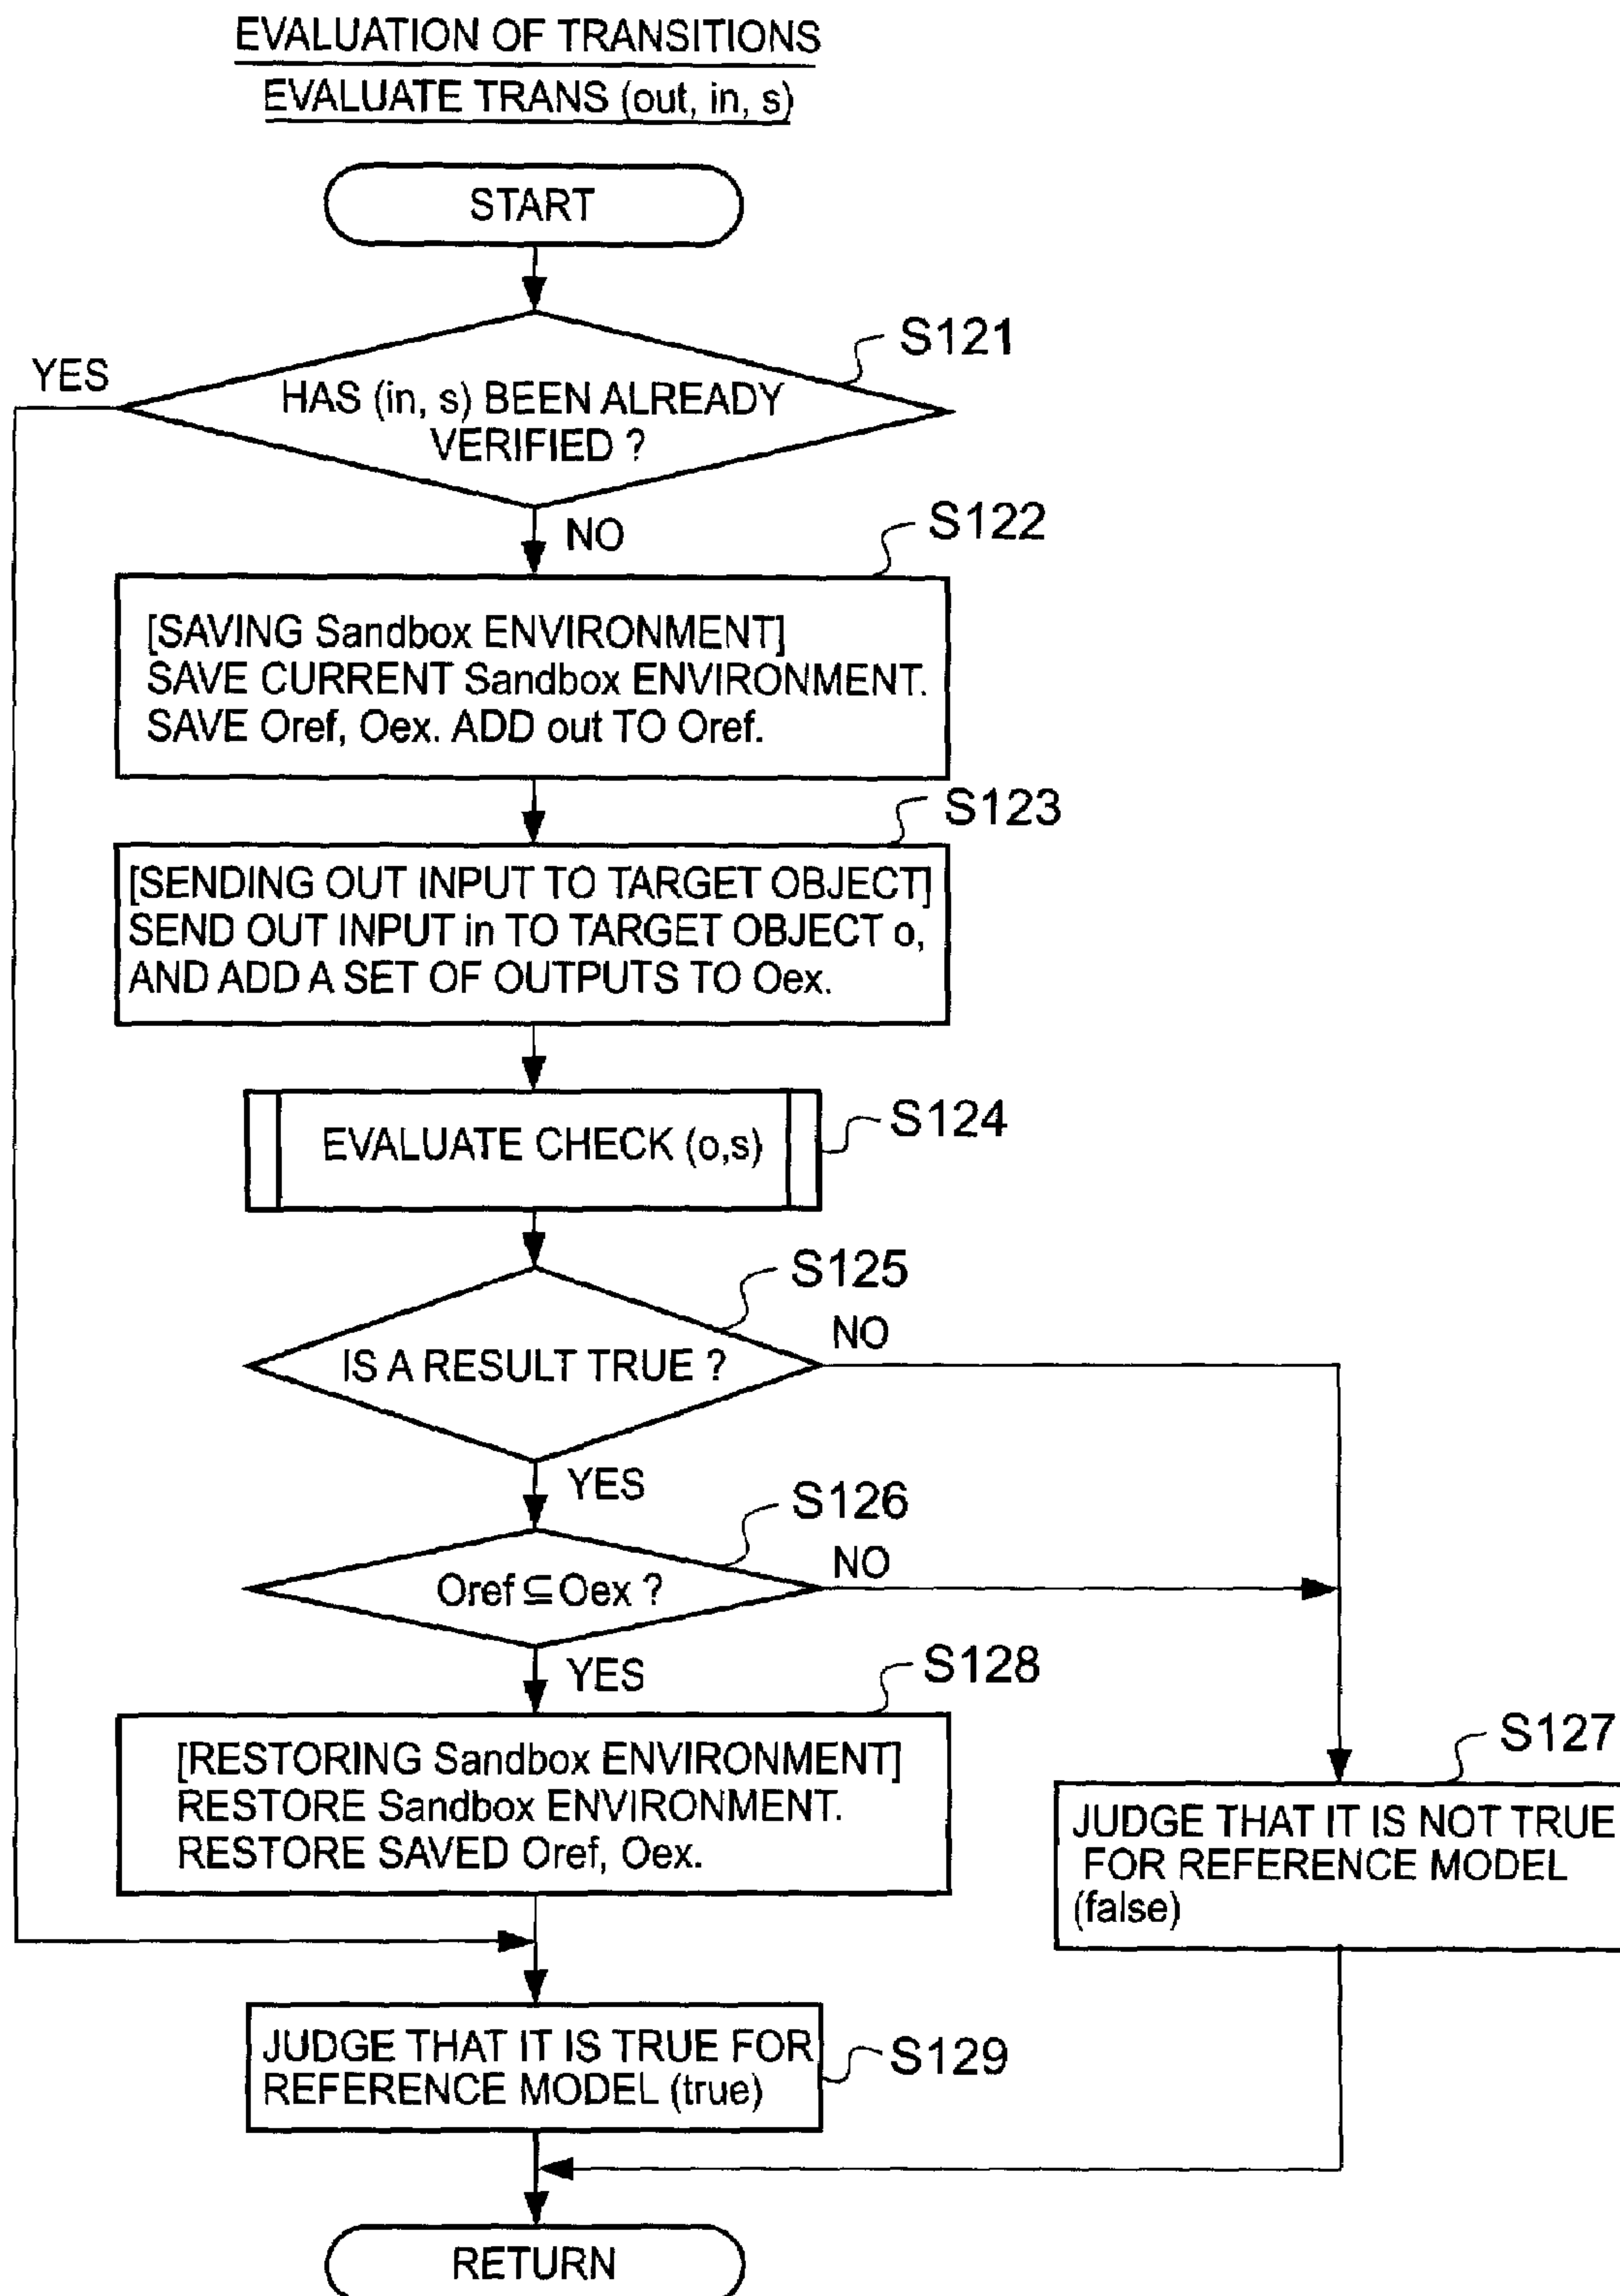 EVALUATION OF TRANSITIONS
EVALUATE TRANS (out, in, s)
START
S121
YES
HAS (in, s) BEEN ALREADY
VERIFIED ?
NO
S122
[SAVING Sandbox ENVIRONMENT]
SAVE CURRENT Sandbox ENVIRONMENT.
SAVE Oref, Oex. ADD out TO Oref.
S123
[SENDING OUT INPUT TO TARGET OBJECT]
SEND OUT INPUT in TO TARGET OBJECT o,
AND ADD A SET OF OUTPUTS TO Oex.
S124
EVALUATE CHECK (o,s)
S125
NO
IS A RESULT TRUE ?
YES
S126
NO
Oref ⊆ Oex ?
YES
S128
[RESTORING Sandbox ENVIRONMENT]
RESTORE Sandbox ENVIRONMENT.
RESTORE SAVED Oref, Oex.
S127
JUDGE THAT IT IS NOT TRUE
FOR REFERENCE MODEL
(false)
JUDGE THAT IT IS TRUE FOR
REFERENCE MODEL (true)
S129
RETURN